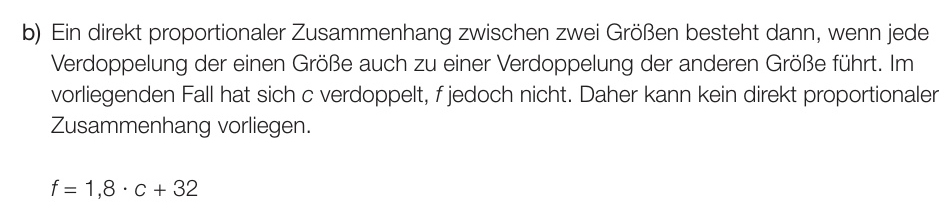 b) Ein direkt proportionaler Zusammenhang zwischen zwei Größen besteht dann, wenn jede
Verdoppelung der einen Größe auch zu einer Verdoppelung der anderen Größe führt. Im
vorliegenden Fall hat sich c verdoppelt, f jedoch nicht. Daher kann kein direkt proportionaler
Zusammenhang vorliegen.
f = 1,8 · c + 32